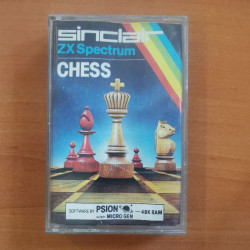 sinclair
ZX Spectrum
CHESS
SOFTWARE BY PSION
MICRO GEN
48K RAM